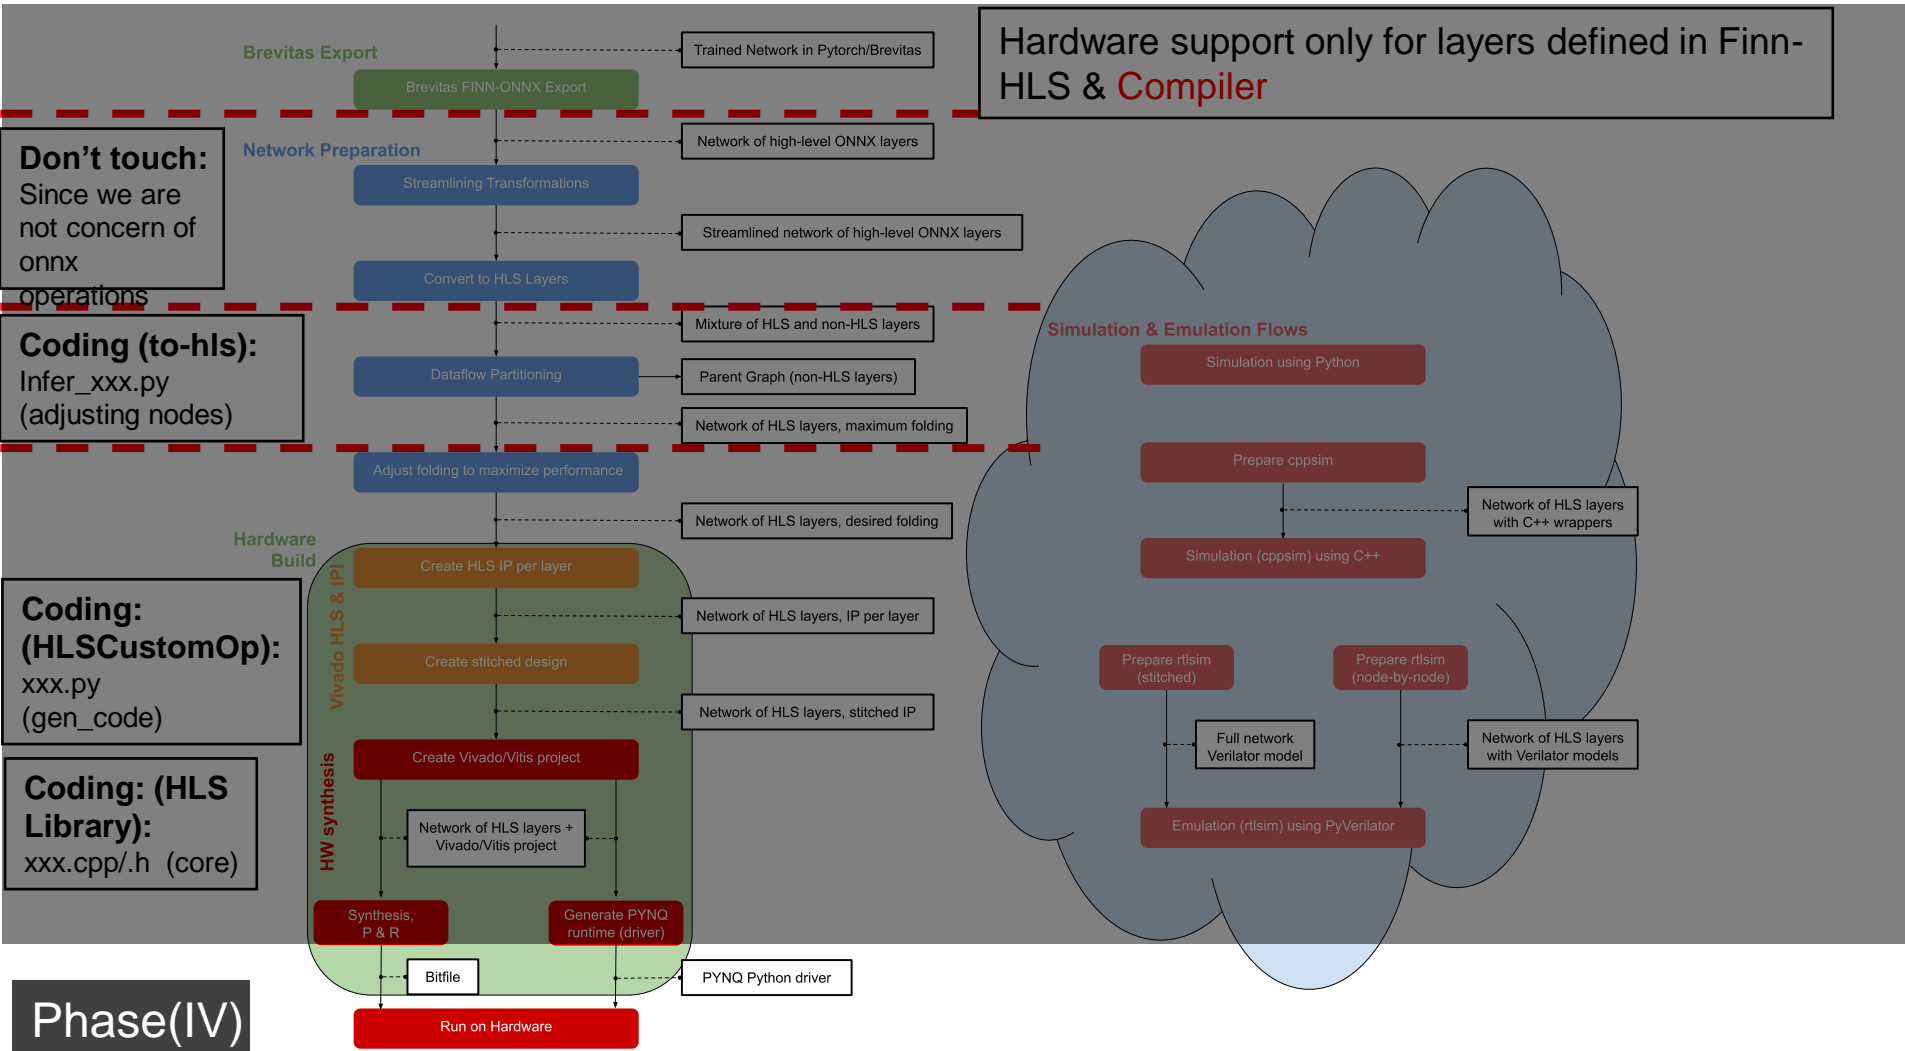 Hardware support only for layers defined in Finn-
HLS & Compiler
Brevitas Export
Trained Network in Pytorch/Brevitas
Brevitas FINN-ONNX Export
Don't touch:
Since we are
not concern of
onnx
operations
Network Preparation
Network of high-level ONNX layers
Streamlining Transformations
Streamlined network of high-level ONNX layers
Convert to HLS Layers
Coding (to-hls):
Infer_xxx.py
(adjusting nodes)
Mixture of HLS and non-HLS layers
Dataflow Partitioning
Parent Graph (non-HLS layers)
Network of HLS layers, maximum folding
Adjust folding to maximize performance
Network of HLS layers, desired folding
Hardware
Build
Vivado HLS & IPI
Create HLS IP per layer
Network of HLS layers, IP per layer
Create stitched design
Network of HLS layers, stitched IP
Coding:
(HLSCustomOp):
xxx.py
(gen_code)
Coding: (HLS
Library):
xxx.cpp/.h (core)
HW synthesis
Create Vivado/Vitis project
Network of HLS layers +
Vivado/Vitis project
Synthesis,
P & R
Generate PYNQ
runtime (driver)
Bitfile
PYNQ Python driver
Run on Hardware
Simulation & Emulation Flows
Simulation using Python
Prepare cppsim
Network of HLS layers
with C++ wrappers
Simulation (cppsim) using C++
Prepare rtlsim
(stitched)
Prepare rtlsim
(node-by-node)
Full network
Verilator model
Network of HLS layers
with Verilator models
Emulation (rtlsim) using PyVerilator
Phase(IV)